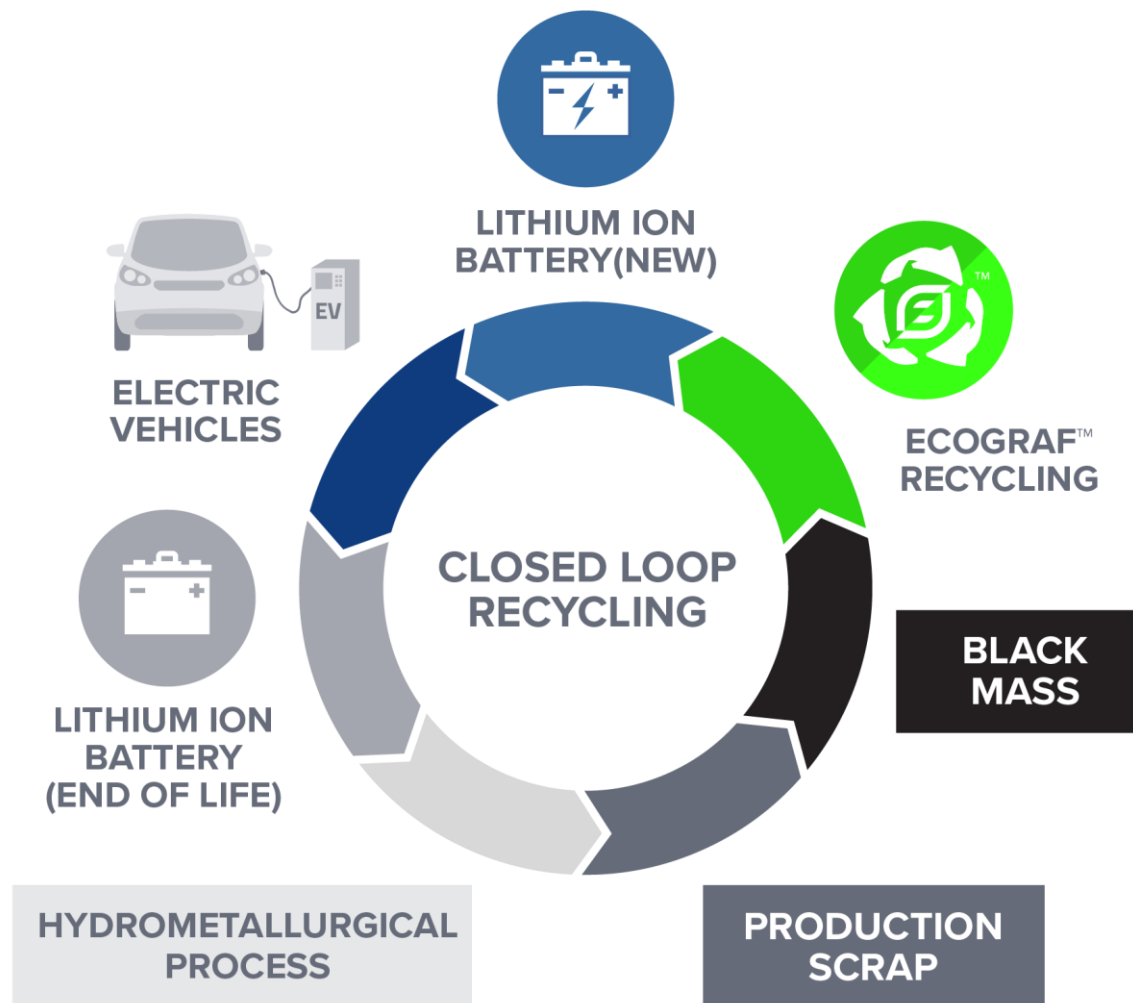 LITHIUM ION
BATTERY(NEW)
EV
ELECTRIC
VEHICLES
™
ECOGRAF™
RECYCLING
CLOSED LOOP
RECYCLING
BLACK
MASS
LITHIUM ION
BATTERY
(END OF LIFE)
HYDROMETALLURGICAL
PROCESS
PRODUCTION
SCRAP